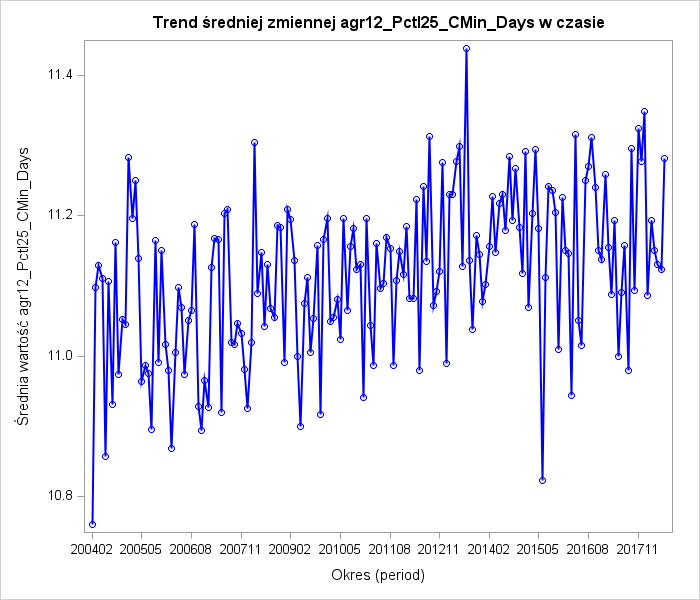 Trend średniej zmiennej agr12_Pctl25_CMin_Days w czasie
Średnia wartość agr12_Pctl25_CMin_Days
11.4
11.2
11.0
10.8
200402 200505 200608 200711 200902 201005 201108 201211 201402 201505 201608 201711
Okres (period)